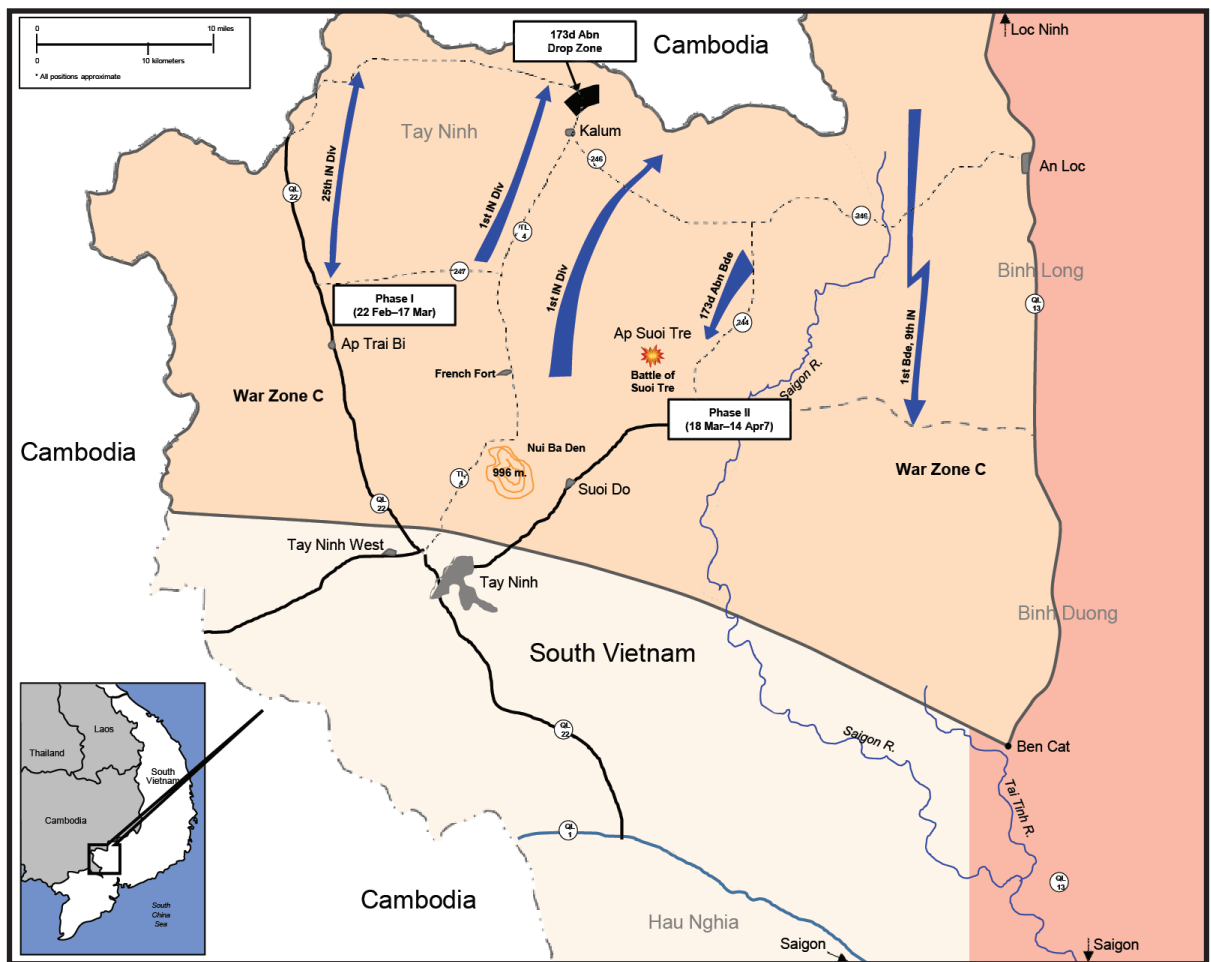 0
10 miles
0
10 kilometers
* All positions approximate
173d Abn
Drop Zone
Cambodia
Loc Ninh
Tay Ninh
Kalum
246
An Loc
25th IN Div
QL
22
1st IN Div
TL
4
246
247
1st IN Div
173d Abn Bde
Binh Long
QL
13
Phase I
(22 Feb–17 Mar)
244
1st Bde, 9th IN
Ap Trai Bi
Ap Suoi Tre
Battle of
Suoi Tre
French Fort
Saigon R.
War Zone C
Phase II
(18 Mar–14 Apr7)
Cambodia
Nui Ba Den
996 m.
War Zone C
TL
4
Suoi Do
QL
22
Tay Ninh West
Tay Ninh
Binh Duong
South Vietnam
Laos
Thailand
South
Vietnam
Cambodia
South
China
Sea
QL
22
Saigon R.
Ben Cat
Tai Tinh R.
QL
1
QL
13
Cambodia
Hau Nghia
Saigon
Saigon